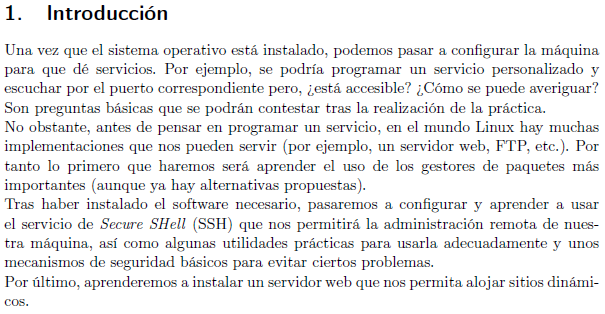 1. Introducción
Una vez que el sistema operativo está instalado, podemos pasar a configurar la máquina
para que dé servicios. Por ejemplo, se podría programar un servicio personalizado y
escuchar por el puerto correspondiente pero, ¿está accesible? ¿Cómo se puede averiguar?
Son preguntas básicas que se podrán contestar tras la realización de la práctica.
No obstante, antes de pensar en programar un servicio, en el mundo Linux hay muchas
implementaciones que nos pueden servir (por ejemplo, un servidor web, FTP, etc.). Por
tanto lo primero que haremos será aprender el uso de los gestores de paquetes más
importantes (aunque ya hay alternativas propuestas).
Tras haber instalado el software necesario, pasaremos a configurar y aprender a usar
el servicio de Secure SHell (SSH) que nos permitirá la administración remota de nues-
tra máquina, así como algunas utilidades prácticas para usarla adecuadamente y unos
mecanismos de seguridad básicos para evitar ciertos problemas.
Por último, aprenderemos a instalar un servidor web que nos permita alojar sitios dinámi-
cos.